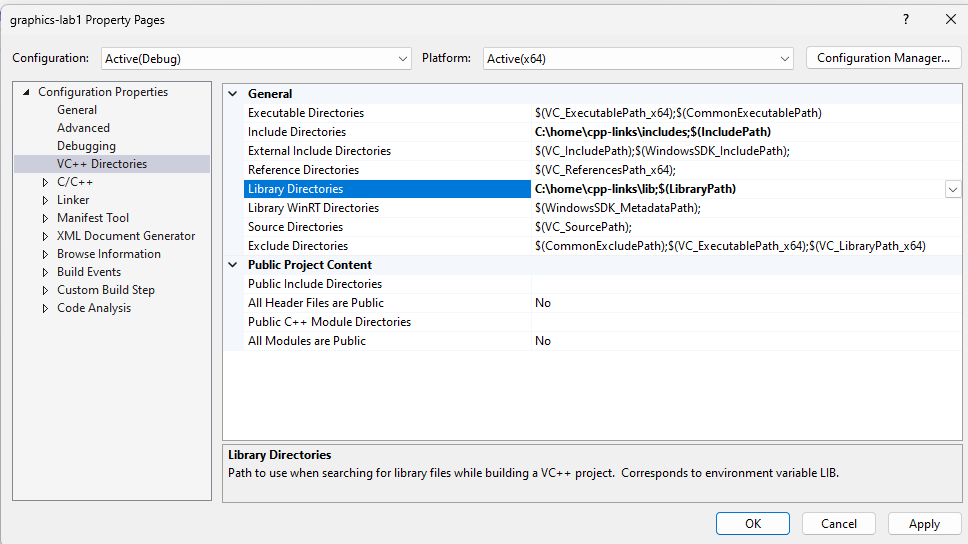 graphics-lab1 Property Pages
Configuration: Active(Debug) Platform: Active(x64) Configuration Manager...
Configuration Properties
General
Advanced
Debugging
VC++ Directories
C/C++
Linker
Manifest Tool
XML Document Generator
Browse Information
Build Events
Custom Build Step
Code Analysis
General
Executable Directories $(VC_ExecutablePath_x64);$(CommonExecutablePath)
Include Directories C:\home\cpp-links\includes;$(IncludePath)
External Include Directories $(VC_IncludePath);$(WindowsSDK_IncludePath);
Reference Directories $(VC_ReferencesPath_x64);
Library Directories C:\home\cpp-links\lib;$(LibraryPath)
Library WinRT Directories $(WindowsSDK_MetadataPath);
Source Directories $(VC_SourcePath);
Exclude Directories $(CommonExcludePath);$(VC_ExecutablePath_x64);$(VC_LibraryPath_x64)
Public Project Content
Public Include Directories
All Header Files are Public No
Public C++ Module Directories
All Modules are Public No
Library Directories
Path to use when searching for library files while building a VC++ project.  Corresponds to environment variable LIB.
OK Cancel Apply